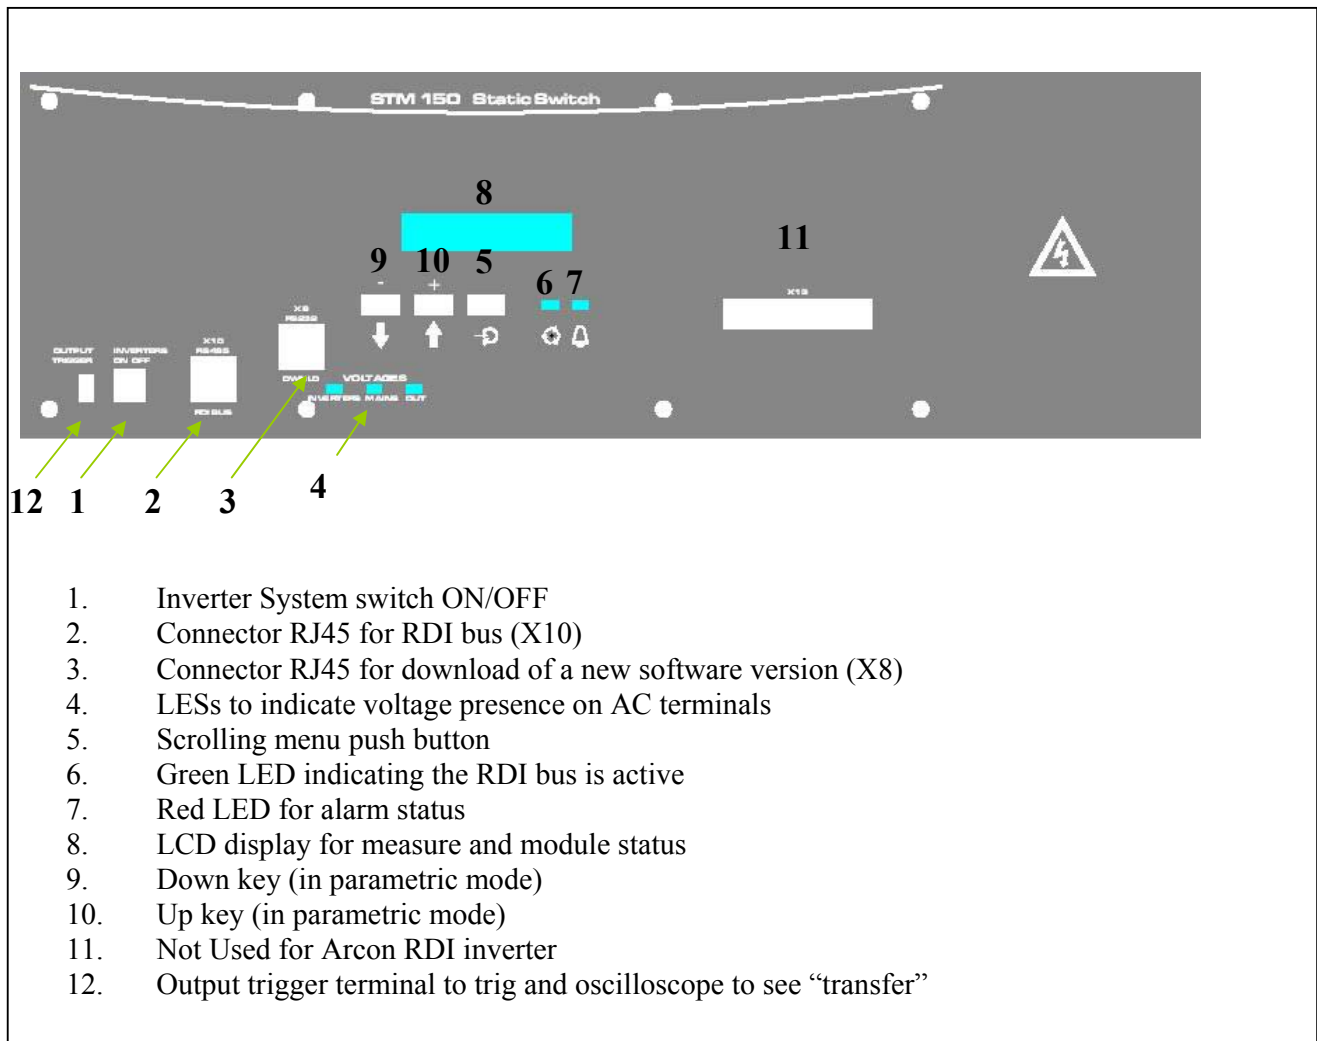 STM 150 Static Switch
8
9 10 5
11
6 7
- +
X13
X8
RS232
X10
RS485
OUTPUT
TRIGGER
INVERTERS
ON OFF
DWNLD
VOLTAGES
INVERTERS MAINS OUT
RDI BUS
12 1 2 3 4
1. Inverter System switch ON/OFF
2. Connector RJ45 for RDI bus (X10)
3. Connector RJ45 for download of a new software version (X8)
4. LESs to indicate voltage presence on AC terminals
5. Scrolling menu push button
6. Green LED indicating the RDI bus is active
7. Red LED for alarm status
8. LCD display for measure and module status
9. Down key (in parametric mode)
10. Up key (in parametric mode)
11. Not Used for Arcon RDI inverter
12. Output trigger terminal to trig and oscilloscope to see “transfer”